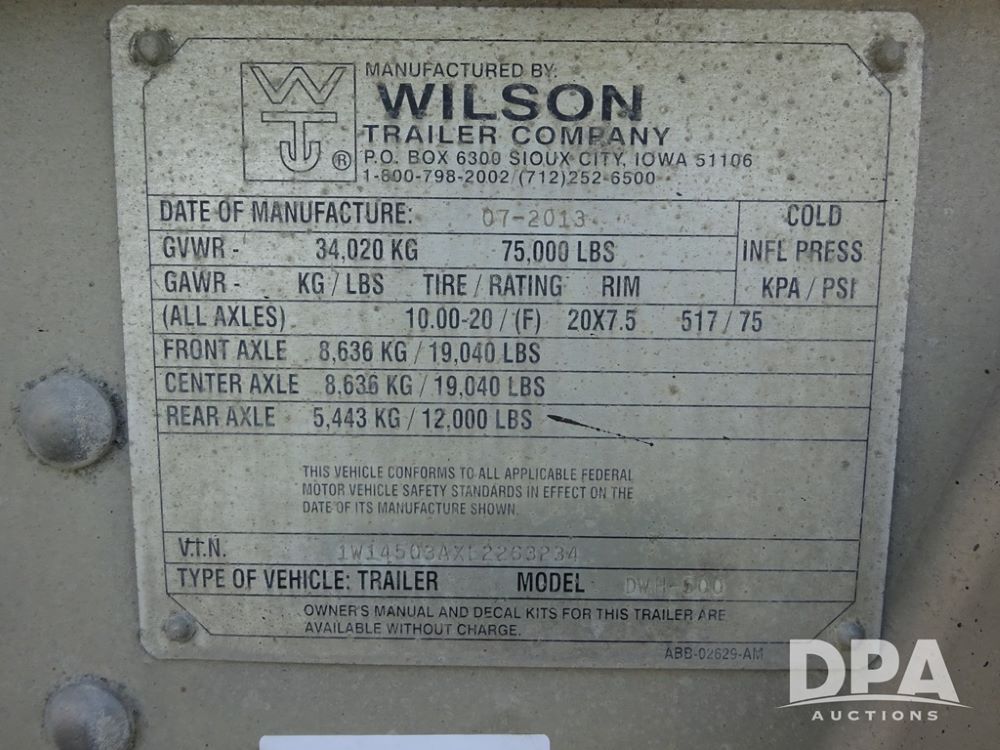 MANUFACTURED BY:
WILSON
TRAILER COMPANY
P.O. BOX 6300 SIOUX CITY, IOWA 51106
1-800-798-2002 / (712) 252-6500
®
DATE OF MANUFACTURE: 07-2013 COLD
GVWR - 34,020 KG 75,000 LBS INFL PRESS
GAWR - KG / LBS TIRE / RATING RIM KPA / PSI
(ALL AXLES) 10.00-20 / (F) 20X7.5 517 / 75
FRONT AXLE 8,636 KG / 19,040 LBS
CENTER AXLE 8,636 KG / 19,040 LBS
REAR AXLE 5,443 KG / 12,000 LBS
THIS VEHICLE CONFORMS TO ALL APPLICABLE FEDERAL
MOTOR VEHICLE SAFETY STANDARDS IN EFFECT ON THE
DATE OF ITS MANUFACTURE SHOWN.
V.I.N.
TYPE OF VEHICLE: TRAILER MODEL DWH-500
OWNER'S MANUAL AND DECAL KITS FOR THIS TRAILER ARE
AVAILABLE WITHOUT CHARGE.
ABB-02629-AM
DPA
AUCTIONS